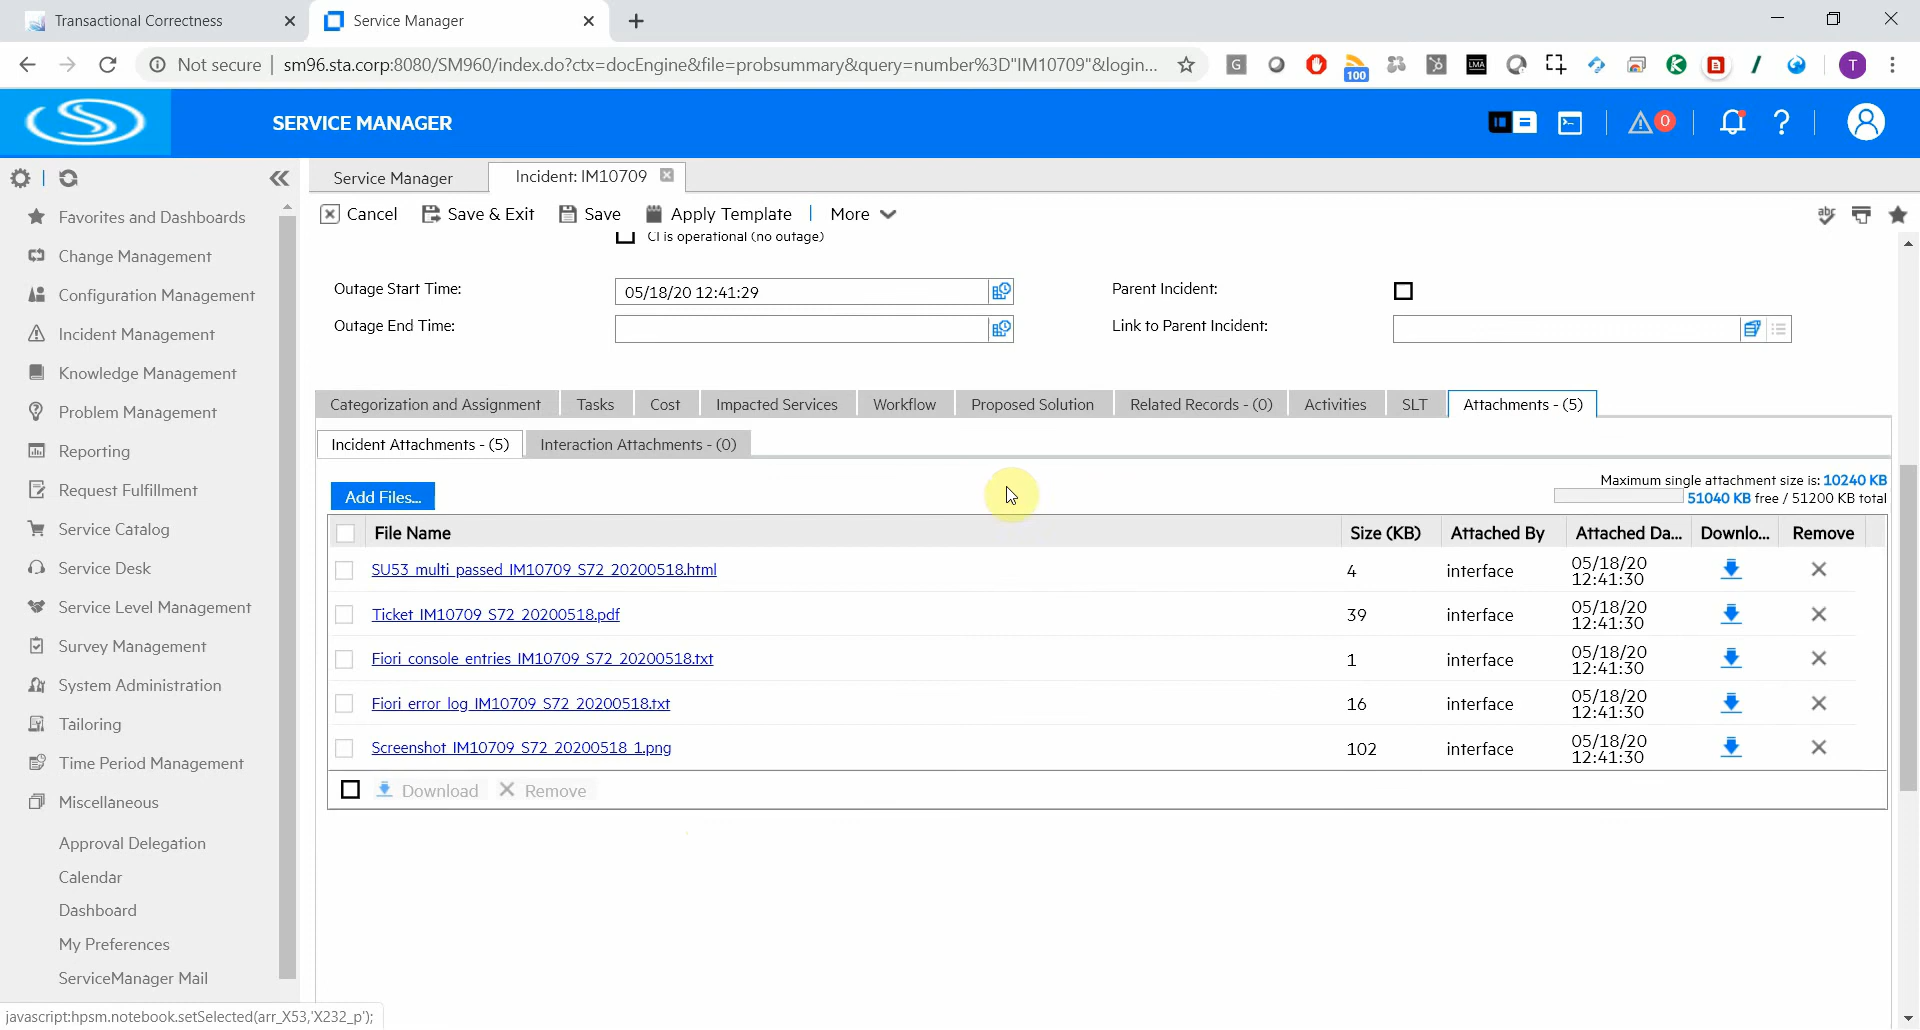 Transactional Correctness
Service Manager
Not secure | sm96.sta.corp:8080/SM960/index.do?ctx=docEngine&file=probsummary&query=number%3D"IM10709"&login...
G
100
LMA
T
SERVICE MANAGER
0
Service Manager
Incident: IM10709
Cancel
Save & Exit
Save
Apply Template
More
abc
Favorites and Dashboards
Change Management
Configuration Management
Incident Management
Knowledge Management
Problem Management
Reporting
Request Fulfillment
Service Catalog
Service Desk
Service Level Management
Survey Management
System Administration
Tailoring
Time Period Management
Miscellaneous
Approval Delegation
Calendar
Dashboard
My Preferences
ServiceManager Mail
CI is operational (no outage)
Outage Start Time:
05/18/20 12:41:29
Parent Incident:
Outage End Time:
Link to Parent Incident:
Categorization and Assignment
Tasks
Cost
Impacted Services
Workflow
Proposed Solution
Related Records - (0)
Activities
SLT
Attachments - (5)
Incident Attachments - (5)
Interaction Attachments - (0)
Add Files...
Maximum single attachment size is: 10240 KB
51040 KB free / 51200 KB total
File Name
Size (KB)
Attached By
Attached Da...
Downlo...
Remove
SU53_multi_passed_IM10709_S72_20200518.html
4
interface
05/18/20
12:41:30
Ticket_IM10709_S72_20200518.pdf
39
interface
05/18/20
12:41:30
Fiori_console_entries_IM10709_S72_20200518.txt
1
interface
05/18/20
12:41:30
Fiori_error_log_IM10709_S72_20200518.txt
16
interface
05/18/20
12:41:30
Screenshot_IM10709_S72_20200518_1.png
102
interface
05/18/20
12:41:30
Download
Remove
javascript:hpsm.notebook.setSelected(arr_X53,'X232_p');